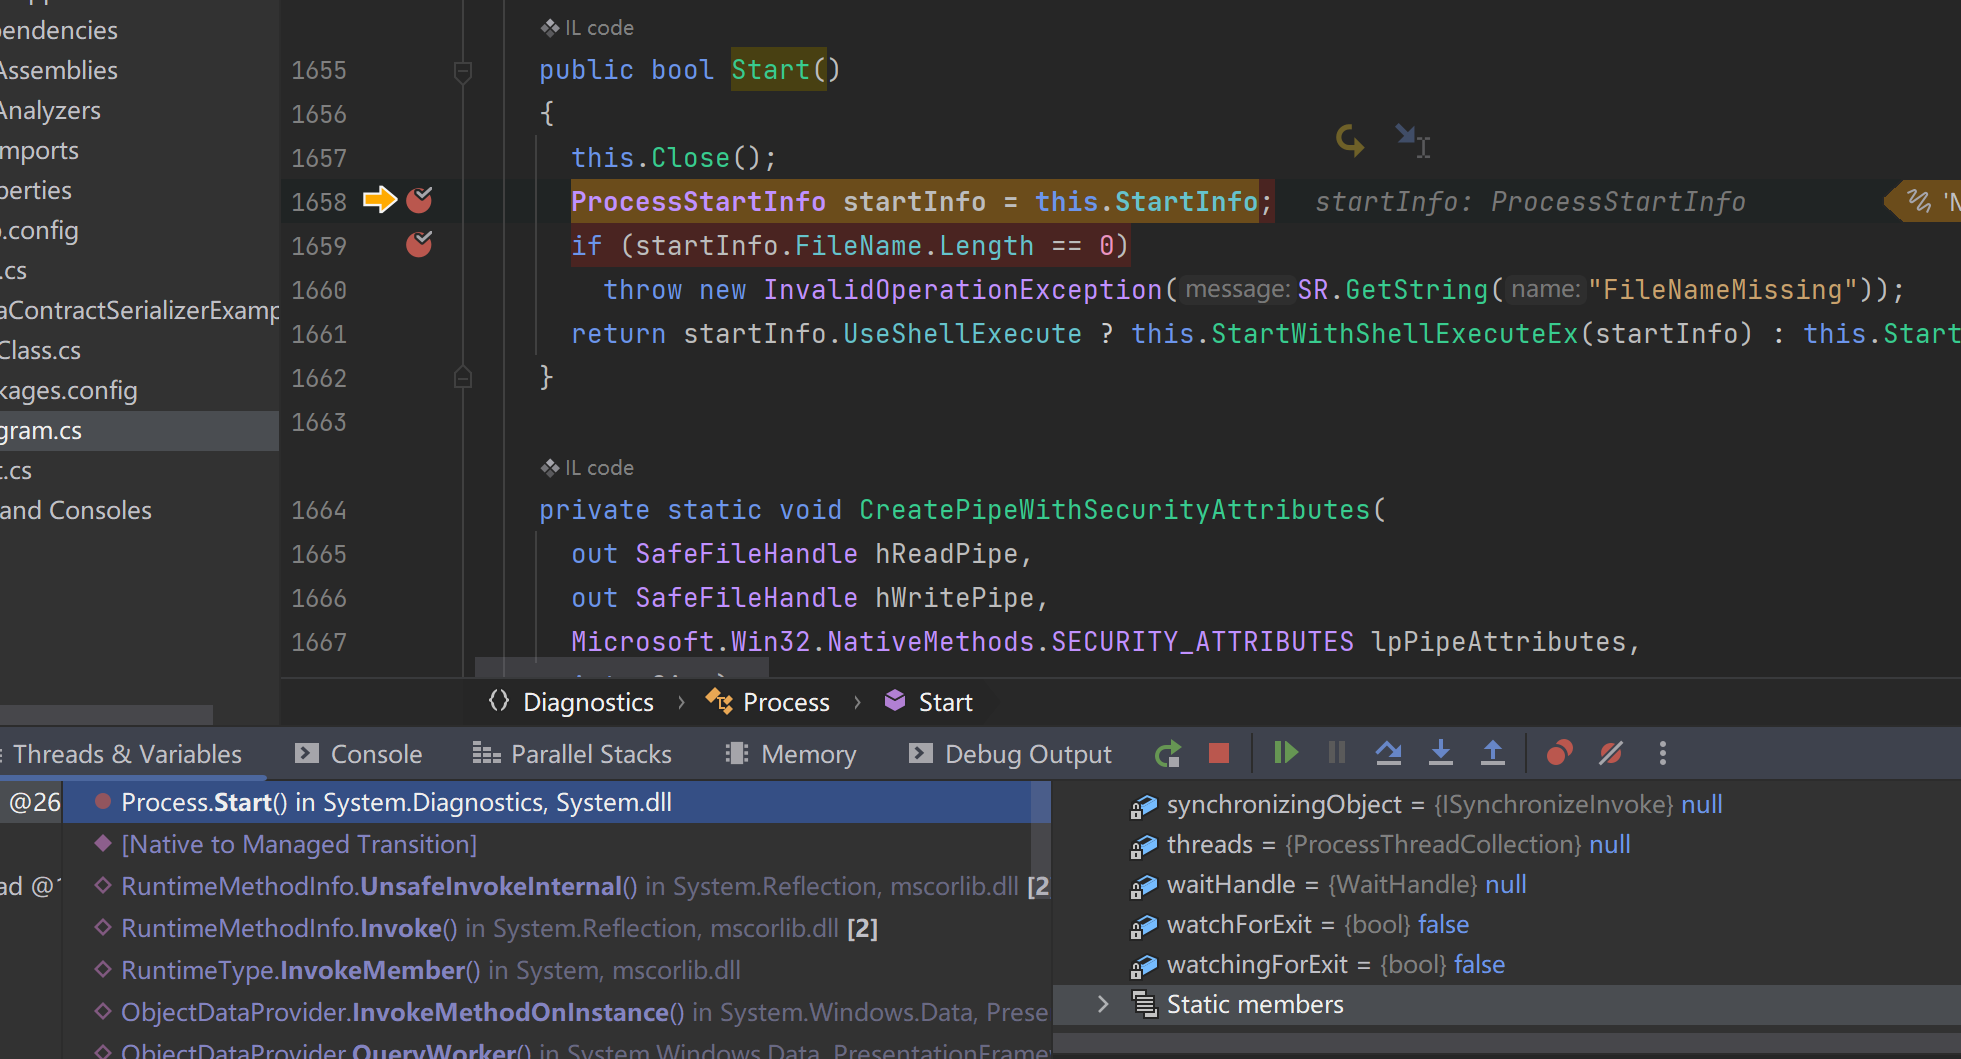 endencies
Assemblies
Analyzers
mports
perties
.config
.cs
aContractSerializerExamp
Class.cs
kages.config
gram.cs
t.cs
and Consoles
IL code
1655 public bool Start()
1656 {
1657 this.Close();
1658 ProcessStartInfo startInfo = this.StartInfo; startInfo: ProcessStartInfo
1659 if (startInfo.FileName.Length == 0)
1660 throw new InvalidOperationException(message: SR.GetString(name: "FileNameMissing"));
1661 return startInfo.UseShellExecute ? this.StartWithShellExecuteEx(startInfo) : this.Start
1662 }
1663
IL code
1664 private static void CreatePipeWithSecurityAttributes(
1665 out SafeFileHandle hReadPipe,
1666 out SafeFileHandle hWritePipe,
1667 Microsoft.Win32.NativeMethods.SECURITY_ATTRIBUTES lpPipeAttributes,
Diagnostics › Process › Start
Threads & Variables Console Parallel Stacks Memory Debug Output
@26
ad @
Process.Start() in System.Diagnostics, System.dll
[Native to Managed Transition]
RuntimeMethodInfo.UnsafeInvokeInternal() in System.Reflection, mscorlib.dll [2
RuntimeMethodInfo.Invoke() in System.Reflection, mscorlib.dll [2]
RuntimeType.InvokeMember() in System, mscorlib.dll
ObjectDataProvider.InvokeMethodOnInstance() in System.Windows.Data, Prese
ObjectDataProvider.QueryWorker() in System.Windows.Data, PresentationFrame
synchronizingObject = {ISynchronizeInvoke} null
threads = {ProcessThreadCollection} null
waitHandle = {WaitHandle} null
watchForExit = {bool} false
watchingForExit = {bool} false
Static members